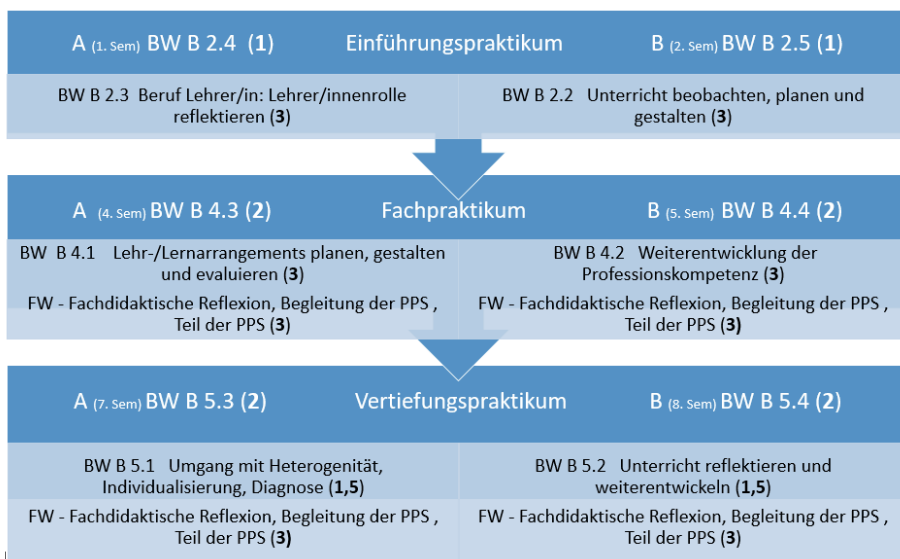 A (1. Sem) BW B 2.4 (1) Einführungspraktikum B (2. Sem) BW B 2.5 (1)
BW B 2.3 Beruf Lehrer/in: Lehrer/innenrolle
reflektieren (3)
BW B 2.2 Unterricht beobachten, planen und
gestalten (3)
A (4. Sem) BW B 4.3 (2) Fachpraktikum B (5. Sem) BW B 4.4 (2)
BW B 4.1 Lehr-/Lernarrangements planen, gestalten
und evaluieren (3)
FW - Fachdidaktische Reflexion, Begleitung der PPS ,
Teil der PPS (3)
BW B 4.2 Weiterentwicklung der
Professionskompetenz (3)
FW - Fachdidaktische Reflexion, Begleitung der PPS ,
Teil der PPS (3)
A (7. Sem) BW B 5.3 (2) Vertiefungspraktikum B (8. Sem) BW B 5.4 (2)
BW B 5.1 Umgang mit Heterogenität,
Individualisierung, Diagnose (1,5)
FW - Fachdidaktische Reflexion, Begleitung der PPS ,
Teil der PPS (3)
BW B 5.2 Unterricht reflektieren und
weiterentwickeln (1,5)
FW - Fachdidaktische Reflexion, Begleitung der PPS ,
Teil der PPS (3)